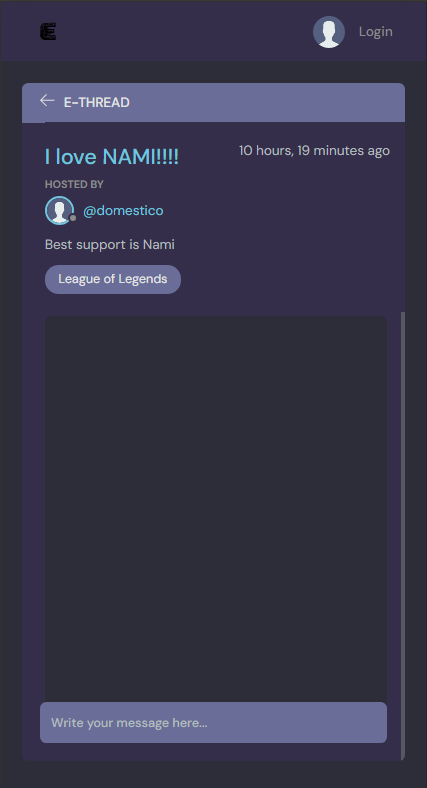 E
Login
E-THREAD
I love NAMI!!!!
10 hours, 19 minutes ago
HOSTED BY
@domestico
Best support is Nami
League of Legends
Write your message here...